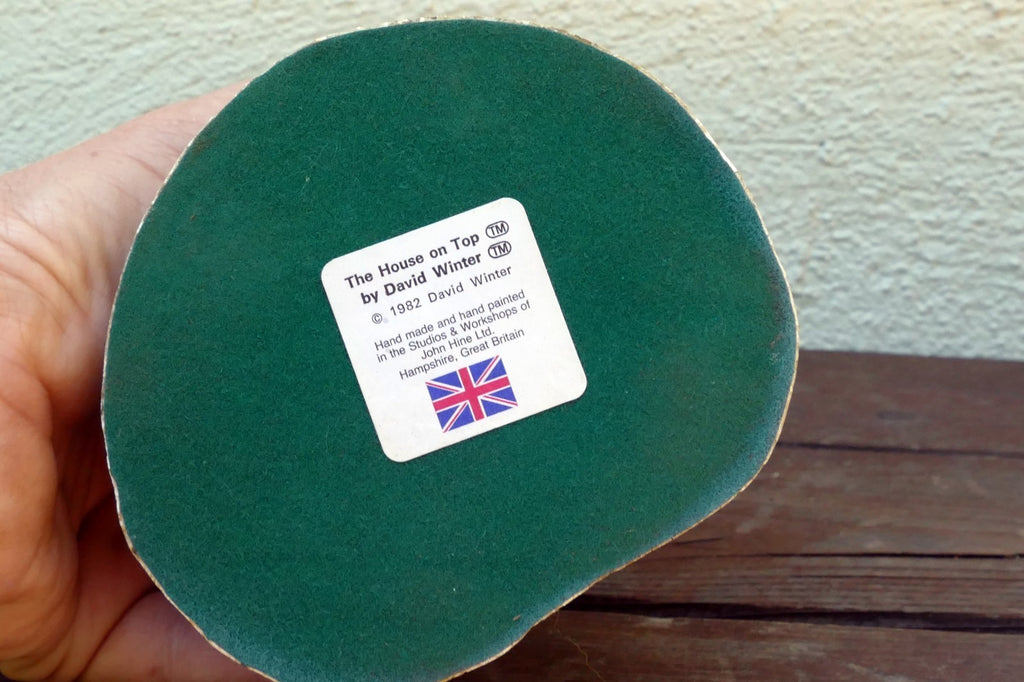 The House on Top TM
by David Winter TM
©. 1982 David Winter
Hand made and hand painted
in the Studios & Workshops of
John Hine Ltd.
Hampshire, Great Britain